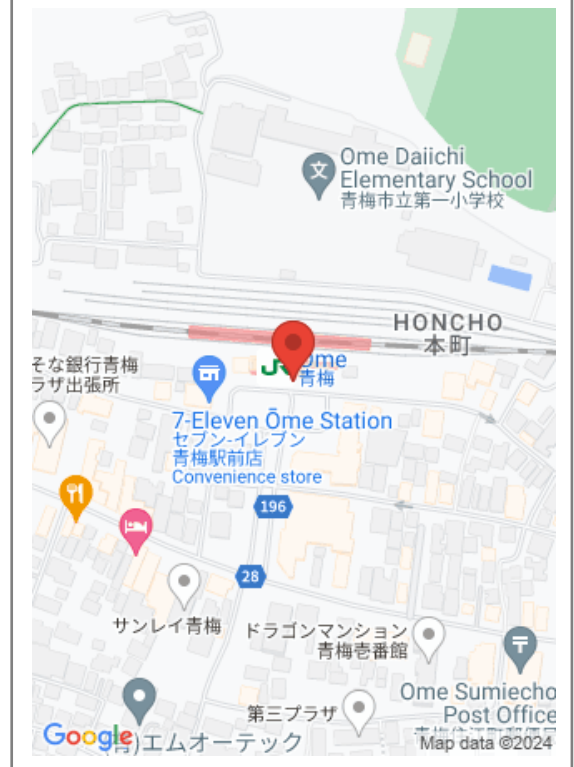 Ome Daiichi
Elementary School
青梅市立第一小学校
HONCHO
本町
そな銀行青梅
ラザ出張所
JR
Ome
青梅
7-Eleven Ōme Station
セブン-イレブン
青梅駅前店
Convenience store
196
28
サンレイ青梅
ドラゴンマンション
青梅壱番館
Ome Sumiecho
Post Office
第三プラザ
Google
(有)エムオーテック
Map data ©2024